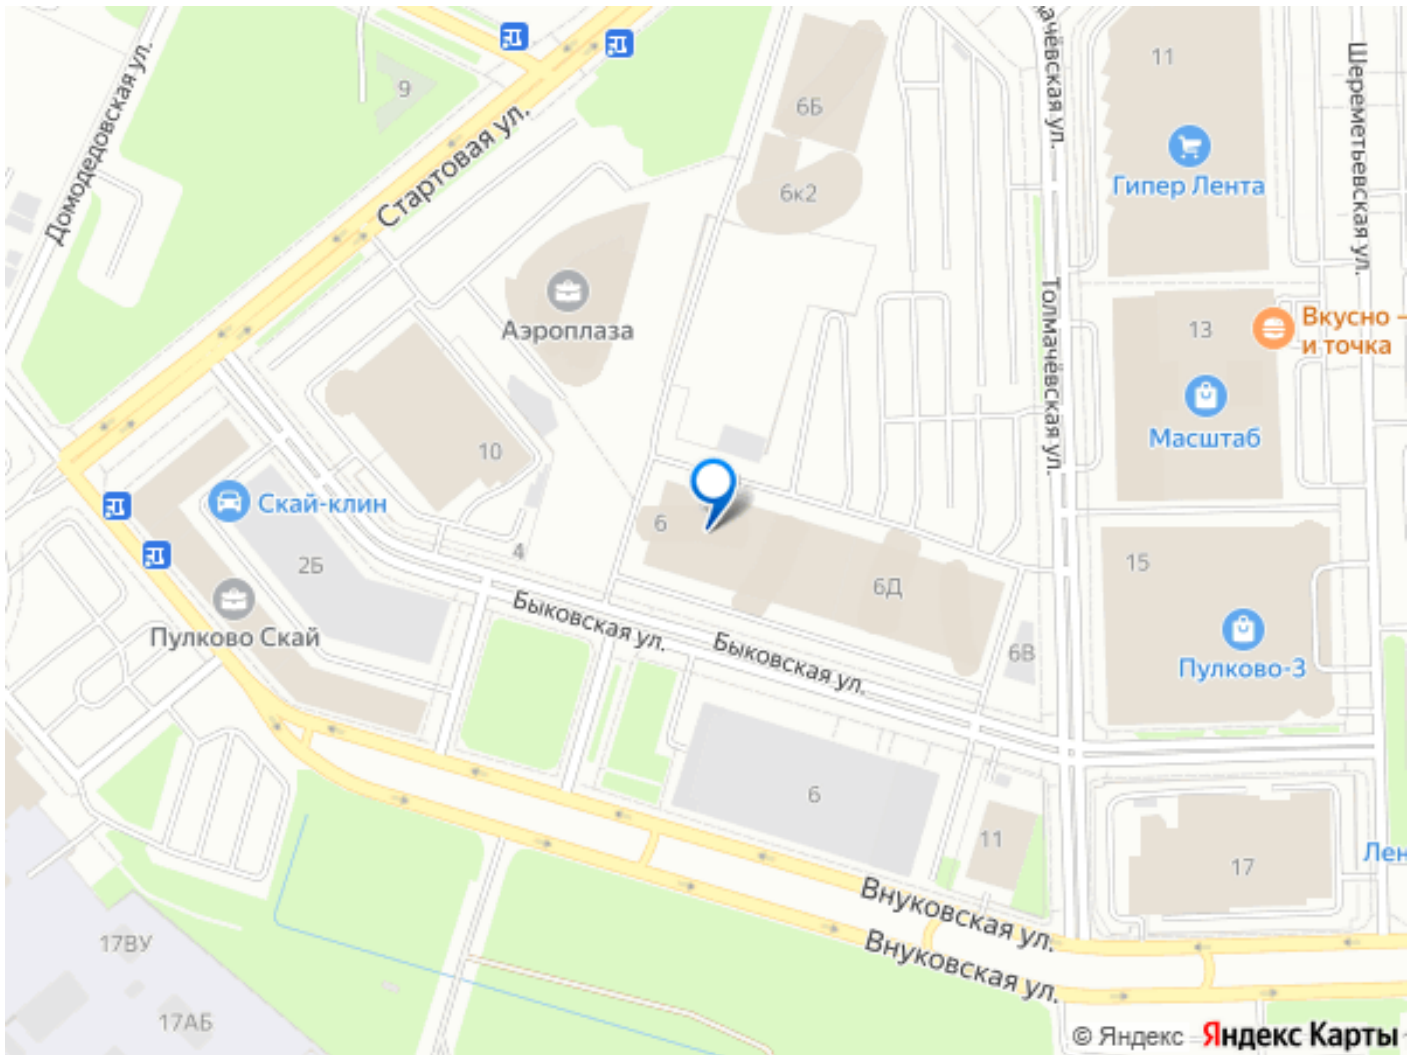 Домодедовская ул.
9
Стартовая ул.
6Б
6к2
11
Гипер Лента
Шереметьевская ул.
Толмачёвская ул.
Аэроплаза
13
Вкусно –
и точка
Масштаб
10
Скай-клин
2Б
4
6
6Д
15
Пулково-3
Пулково Скай
Быковская ул.
Быковская ул.
6В
6
11
17
Внуковская ул.
Внуковская ул.
17ВУ
17АБ
© Яндекс Яндекс Карты